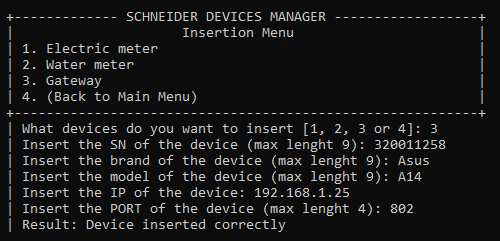 SCHNEIDER DEVICES MANAGER
Insertion Menu
1. Electric meter
2. Water meter
3. Gateway
4. (Back to Main Menu)
What devices do you want to insert [1, 2, 3 or 4]: 3
Insert the SN of the device (max lenght 9): 320011258
Insert the brand of the device (max lenght 9): Asus
Insert the model of the device (max lenght 9): A14
Insert the IP of the device: 192.168.1.25
Insert the PORT of the device (max lenght 4): 802
Result: Device inserted correctly